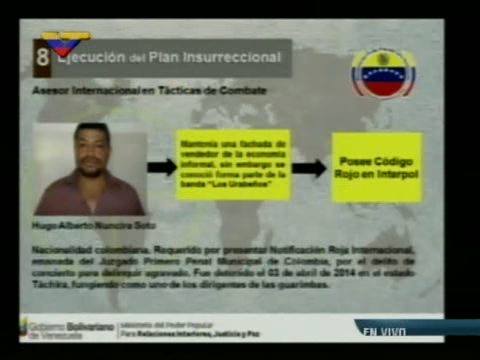 8 Ejecución del Plan Insurreccional
Asesor Internacional en Tácticas de Combate
Mantenía una fachada de
vendedor de la economía
informal, sin embargo se
conoció forma parte de la
banda "Los Urabeños"
Posee Código
Rojo en Interpol
Hugo Alberto Nuncira Soto
Nacionalidad colombiana. Requerido por presentar Notificación Roja Internacional,
emanada del Juzgado Primero Penal Municipal de Colombia, por el delito de
concierto para delinquir agravado. Fue detenido el 03 de abril de 2014 en el estado
Táchira, fungiendo como uno de los dirigentes de las guarimbas.
Gobierno Bolivariano
de Venezuela
Ministerio del Poder Popular
Para Relaciones Interiores, Justicia y Paz
EN VIVO